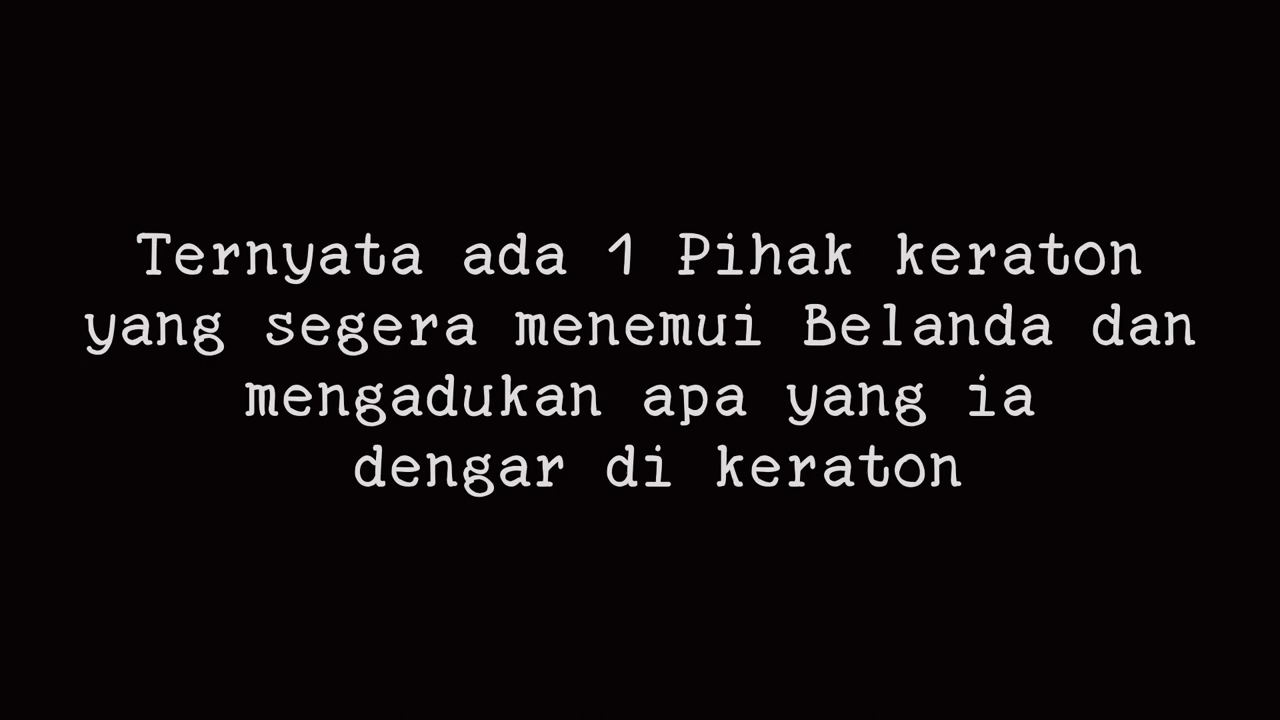 Ternyata ada 1 Pihak keraton
yang segera menemui Belanda dan
mengadukan apa yang ia
dengar di keraton